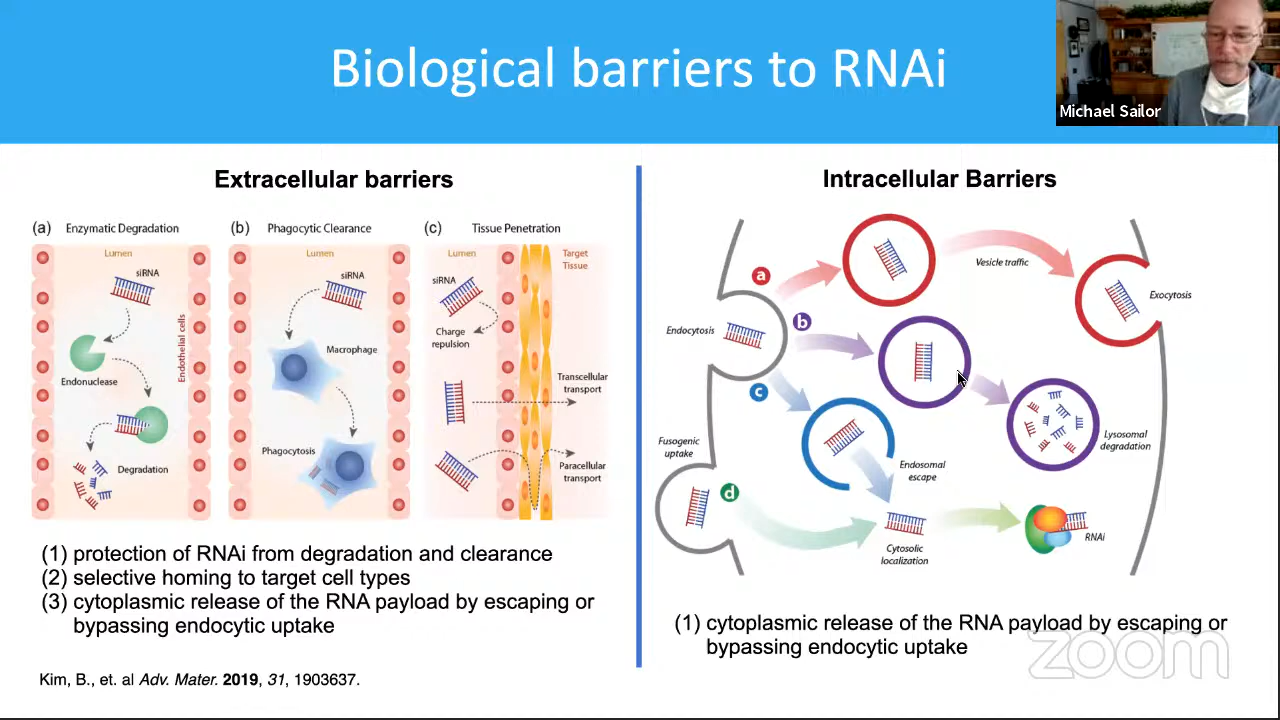 Biological barriers to RNAi
Michael Sailor
Extracellular barriers
(a) Enzymatic Degradation
Lumen
siRNA
Endonuclease
Endothelial cells
Degradation
(b) Phagocytic Clearance
Lumen
siRNA
Macrophage
Phagocytosis
(c) Tissue Penetration
Lumen
Target
Tissue
siRNA
Charge
repulsion
Transcellular
transport
Paracellular
transport
(1) protection of RNAi from degradation and clearance
(2) selective homing to target cell types
(3) cytoplasmic release of the RNA payload by escaping or
bypassing endocytic uptake
Kim, B., et. al Adv. Mater. 2019, 31, 1903637.
Intracellular Barriers
a
Vesicle traffic
Exocytosis
Endocytosis
b
c
Lysosomal
degradation
Fusogenic
uptake
Endosomal
escape
d
Cytosolic
localization
RNAi
(1) cytoplasmic release of the RNA payload by escaping or
bypassing endocytic uptake
zoom